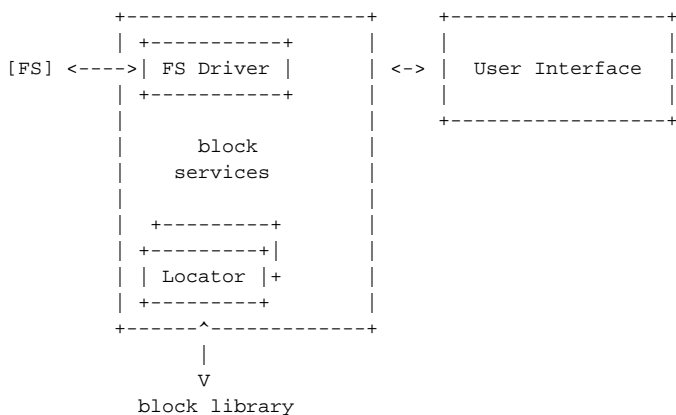 [FS] FS Driver User Interface
block
services
Locator
block library